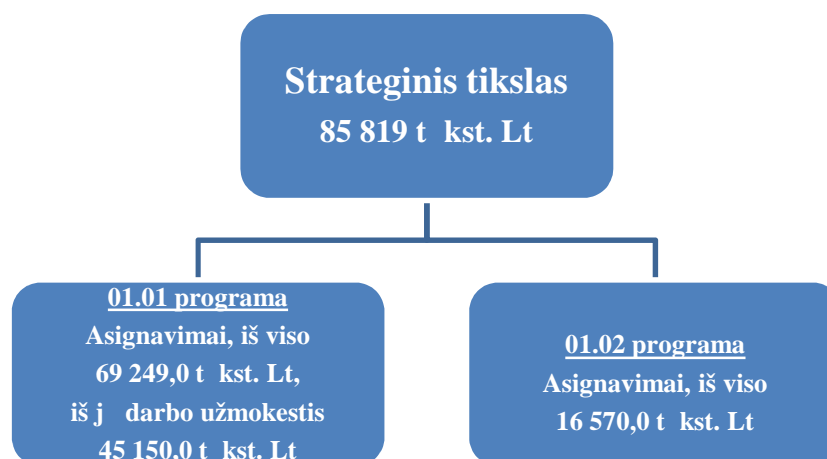 Strateginis tikslas
85 819 t kst. Lt
01.01 programa
Asignavimai, iš viso
69 249,0 t kst. Lt,
iš j darbo užmokestis
45 150,0 t kst. Lt
01.02 programa
Asignavimai, iš viso
16 570,0 t kst. Lt